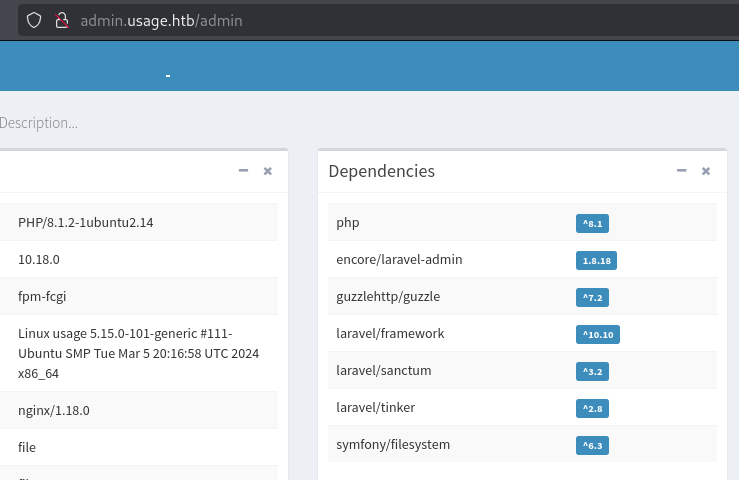 admin.usage.htb/admin
Description...
PHP/8.1.2-1ubuntu2.14
10.18.0
fpm-fcgi
Linux usage 5.15.0-101-generic #111-
Ubuntu SMP Tue Mar 5 20:16:58 UTC 2024
x86_64
nginx/1.18.0
file
Dependencies
php ^8.1
encore/laravel-admin 1.8.18
guzzlehttp/guzzle ^7.2
laravel/framework ^10.10
laravel/sanctum ^3.2
laravel/tinker ^2.8
symfony/filesystem ^6.3